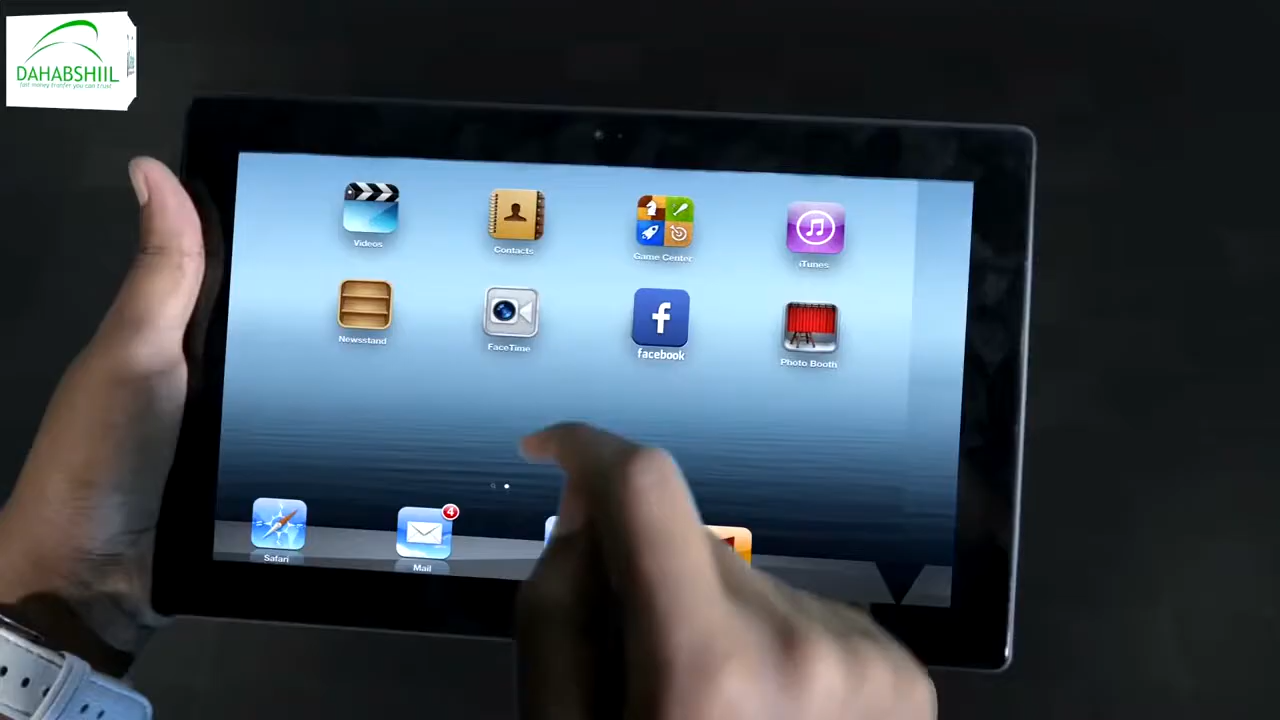 DAHABSHIIL
fast money tranfer you can trust
Videos
Contacts
Game Center
iTunes
Newsstand
FaceTime
f
facebook
Photo Booth
4
Safari
Mail